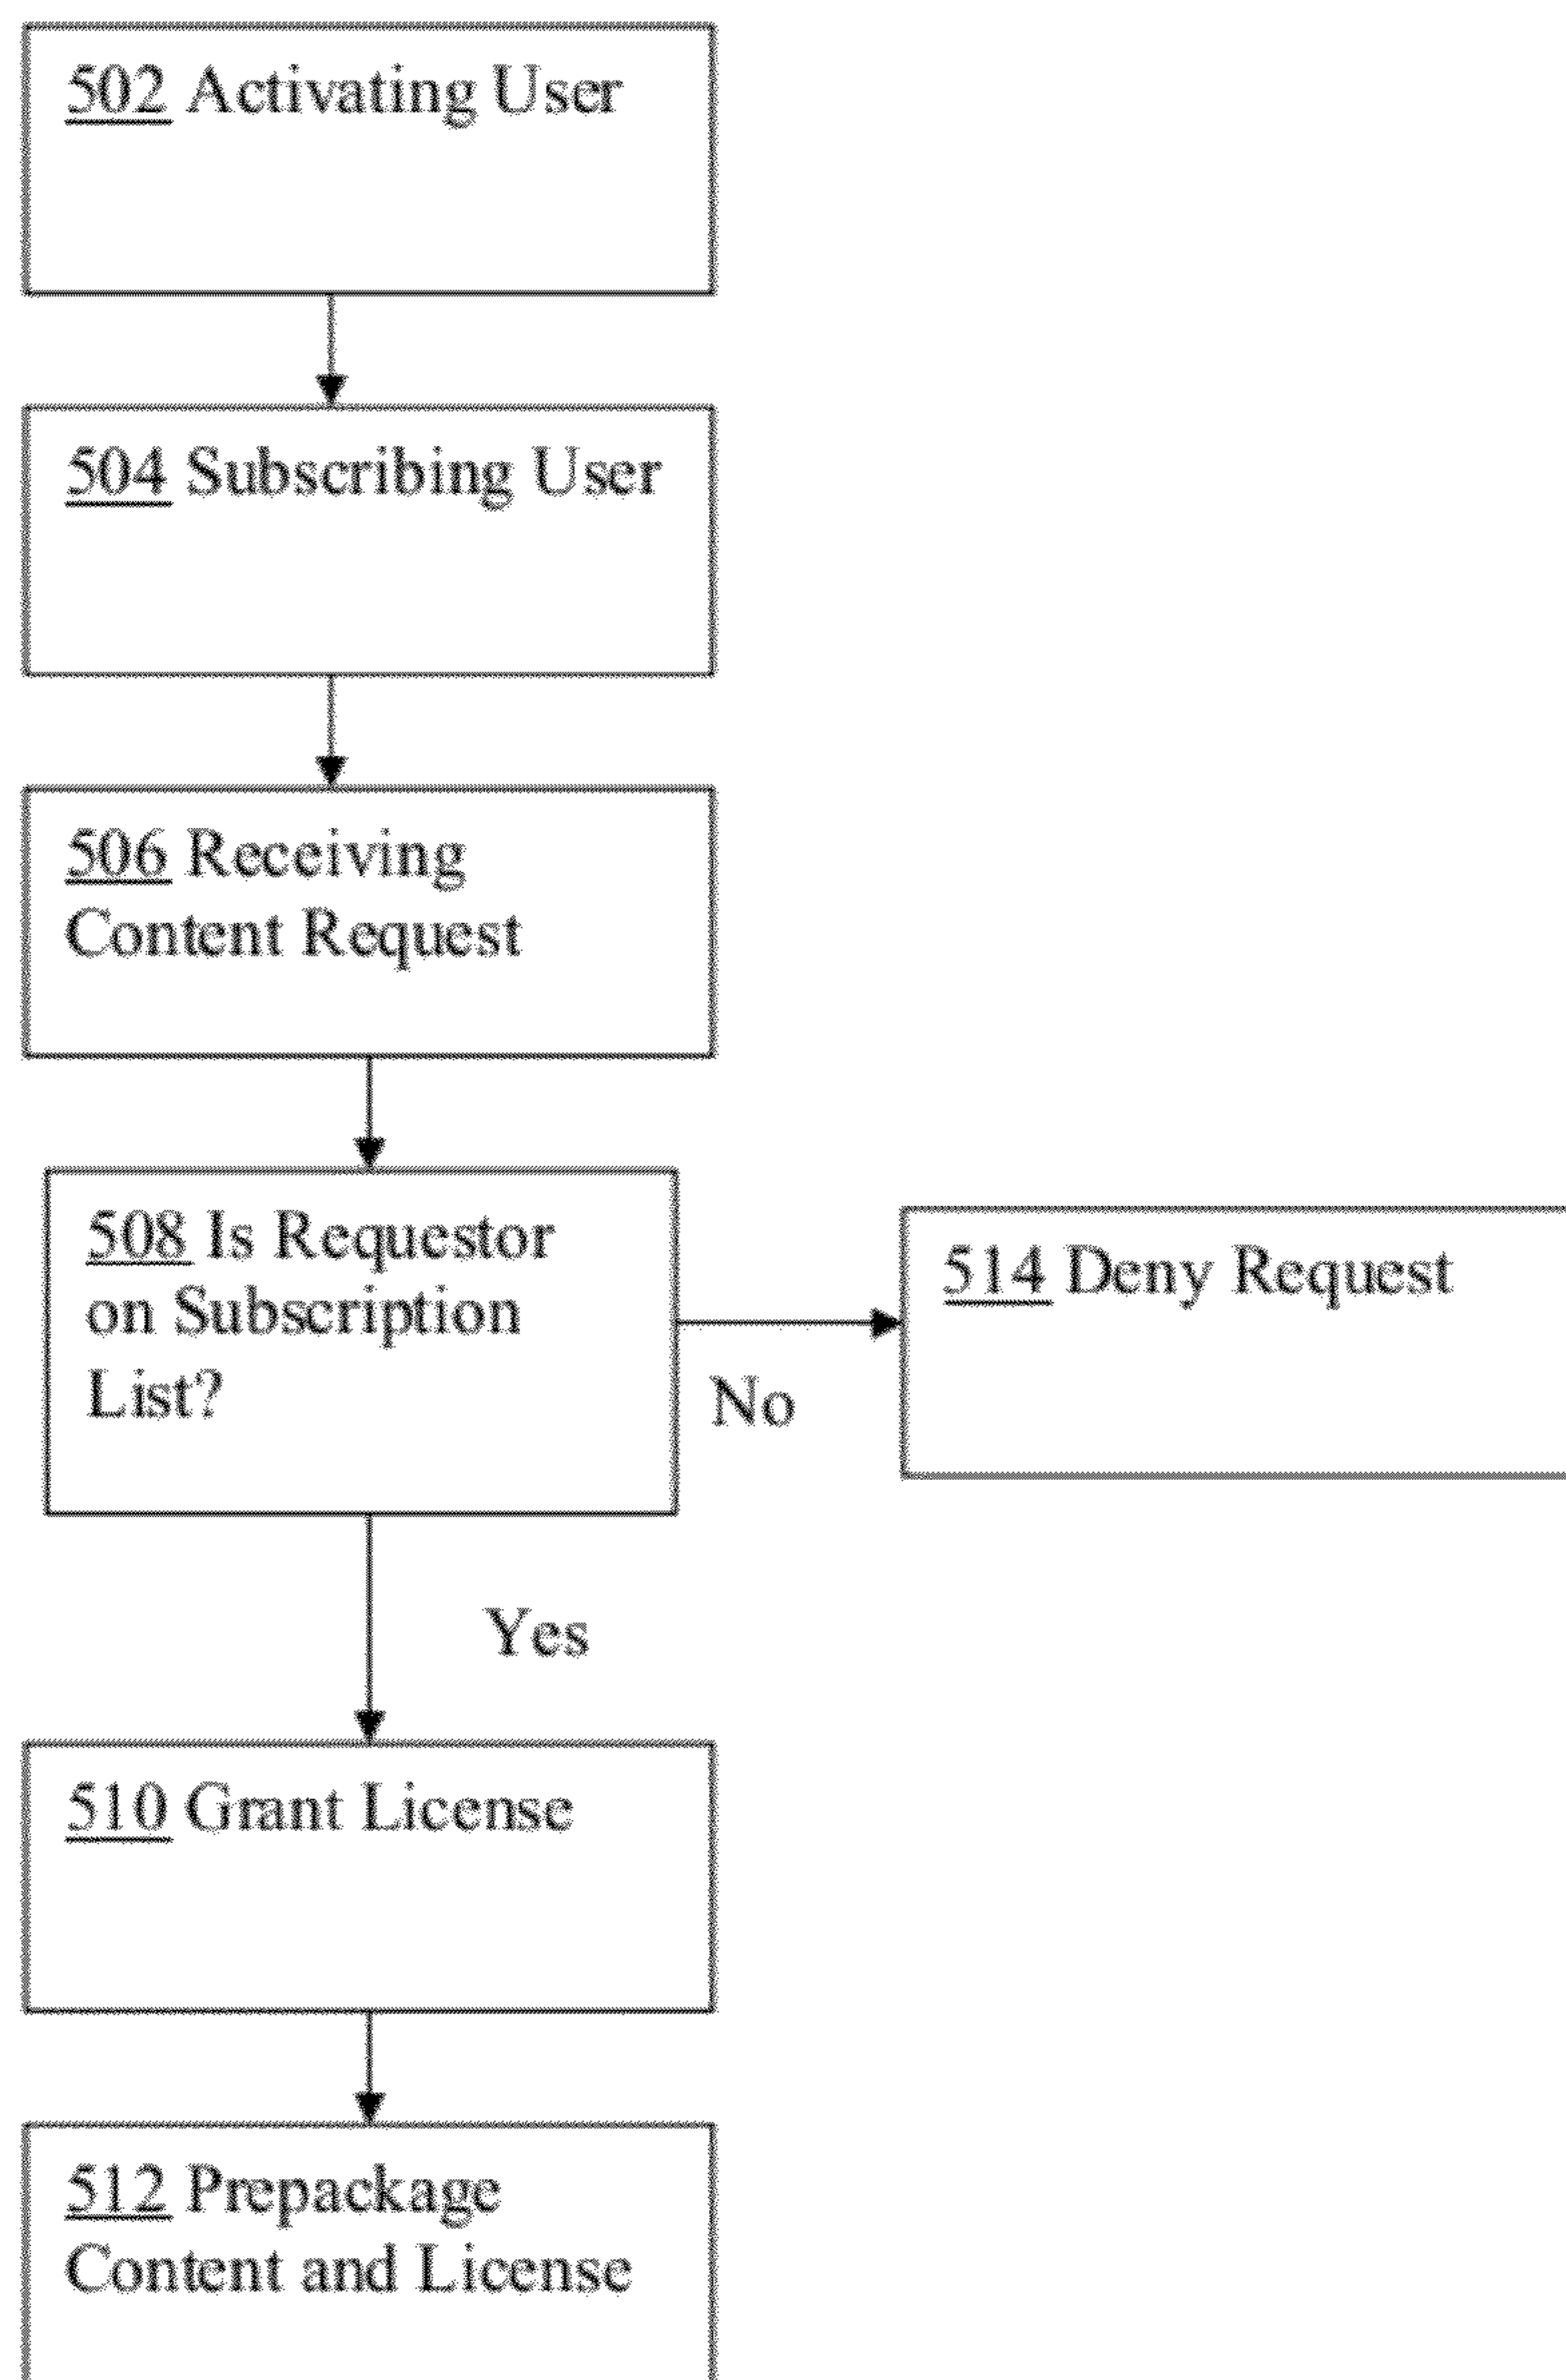 502 Activating User
504 Subscribing User
506 Receiving
Content Request
508 Is Requestor
on Subscription
List?
514 Deny Request
No
Yes
510 Grant License
512 Prepackage
Content and License